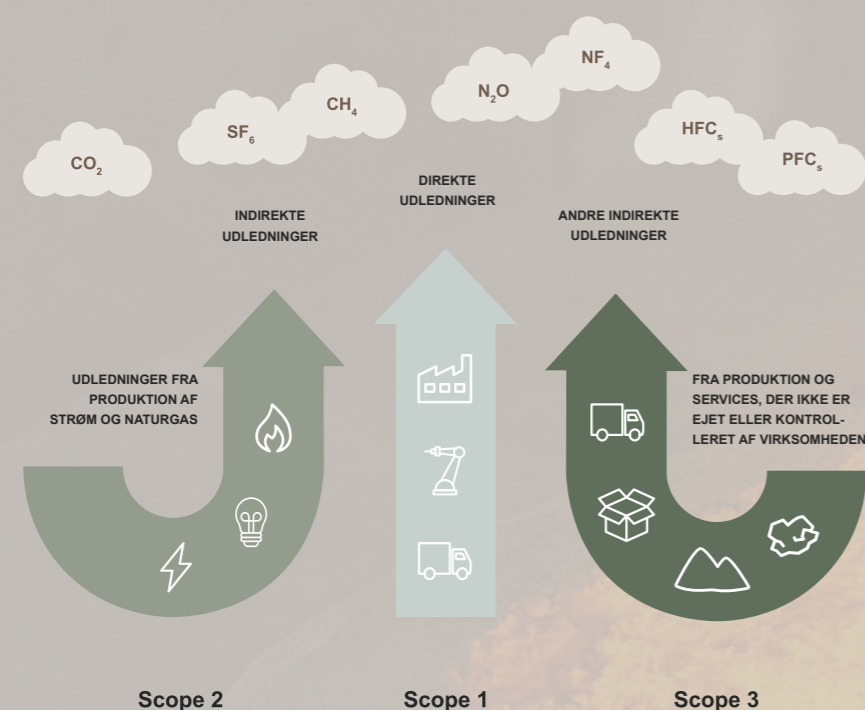 CO₂
SF₆
CH₄
N₂O
NF₄
HFCₛ
PFCₛ
INDIREKTE
UDLEDNINGER
DIREKTE
UDLEDNINGER
ANDRE INDIREKTE
UDLEDNINGER
UDLEDNINGER FRA
PRODUKTION AF
STRØM OG NATURGAS
FRA PRODUKTION OG
SERVICES, DER IKKE ER
EJET ELLER KONTROL-
LERET AF VIRKSOMHEDEN
Scope 2
Scope 1
Scope 3